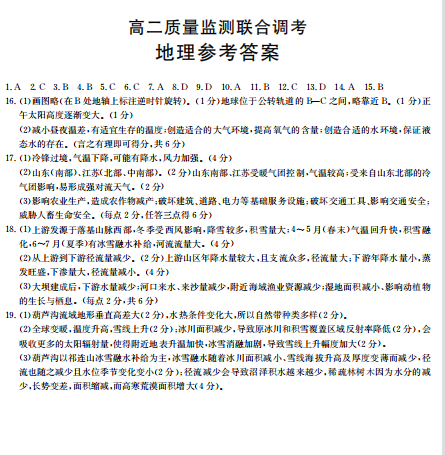 高二质量监测联合调考
地理参考答案
1. A 2. C 3. B 4. B 5. C 6. C 7. A 8. D 9. D 10. A 11. B 12. C 13. D 14. A 15. B
16. (1)画图略(在B处地轴上标注逆时针旋转)。(1分)地球位于公转轨道的B—C之间,略靠近B。(1分)正
午太阳高度逐渐变大。(1分)
(2)减小昼夜温差,有适宜生存的温度;创造适合的大气环境,提高氧气的含量;创造合适的水环境,保证液
态水的存在。(言之有理即可得分,共6分)
17. (1)冷锋过境,气温下降,可能有降水,风力加强。(4分)
(2)山东(南部)、江苏(北部、中南部)。(2分)山东南部、江苏受暖气团控制,气温较高;受来自山东北部的冷
气团影响,易形成强对流天气。(2分)
(3)影响农业生产,造成农作物减产;破坏建筑、道路、电力等基础服务设施;破坏交通工具、影响交通安全;
威胁人畜生命安全。(每点2分,任答三点得6分)
18. (1)上游发源于落基山脉西部,冬季受西风影响,降雪较多,积雪量大;4~5月(春末)气温回升快,积雪融
化,6~7月(夏季)有冰雪融水补给,河流流量大。(4分)
(2)从上游到下游径流量减少。(2分)上游山区年降水量较大,且支流众多,径流量大;下游年降水量小,蒸
发旺盛,下渗量大,径流量小。(4分)
(3)大坝建成后,下游水量减少;河口来水、来沙量减少,附近海域渔业资源减少;湿地面积减小、影响动植物
的生长与栖息。(每点2分,共6分)
19. (1)葫芦沟流域地形垂直高差大(2分),水热条件变化大,所以自然带种类多样(2分)。
(2)全球变暖,温度升高,雪线上升(2分);冰川面积减少,导致原冰川和积雪覆盖区域反射率降低(2分),会
吸收更多的太阳辐射量,使得附近地表升温加快,冰雪消融加剧,导致雪线上升幅度加大(2分)。
(3)葫芦沟以祁连山冰雪融水补给为主,冰雪融水随着冰川面积减小、雪线海拔升高及厚度变薄而减少,径
流也随之减少且水位季节变化变小(2分);径流减少会导致沼泽积水越来越少,稀疏林树木因为水分的减
少,长势变差,面积缩减,而高寒荒漠面积增大(4分)。